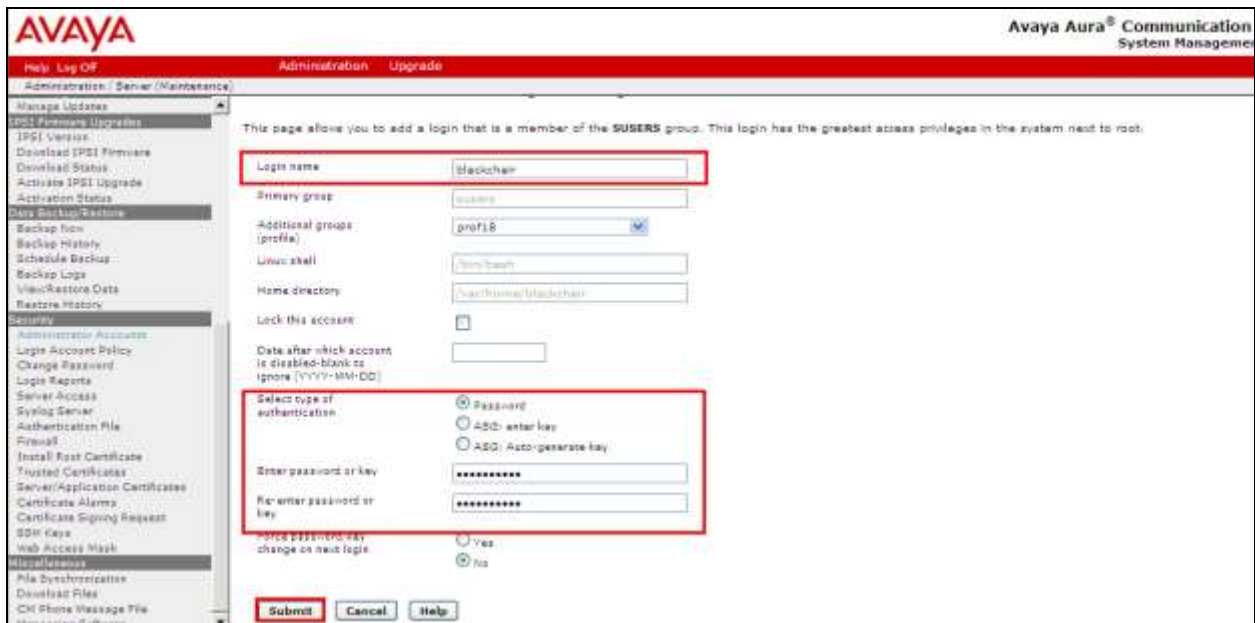 AVAYA
Avaya Aura® Communication
System Manageme
Help Log Off
Administration Upgrade
Administration / Server (Maintenance)
Manage Updates
IPSI Firmware Upgrades
IPSI Version
Download IPSI Firmware
Download Status
Activate IPSI Upgrade
Activation Status
Data Backup/Restore
Backup Now
Backup History
Schedule Backup
Backup Logs
View/Restore Data
Restore History
Security
Administrator Accounts
Login Account Policy
Change Password
Login Reports
Server Access
Syslog Server
Authentication File
Firewall
Install Root Certificate
Trusted Certificates
Server/Application Certificates
Certificate Alarms
Certificate Signing Request
SSH Keys
Web Access Mask
Miscellaneous
File Synchronization
Download Files
CM Phone Message File
This page allows you to add a login that is a member of the SUSERS group. This login has the greatest access privileges in the system next to root.
Login name
blackchair
Primary group
susers
Additional groups
(profile)
prof18
Linux shell
/bin/bash
Home directory
/var/home/blackchair
Lock this account
Date after which account
is disabled-blank to
ignore (YYYY-MM-DD)
Select type of
authentication
Password
ASG: enter key
ASG: Auto-generate key
Enter password or key
••••••••••
Re-enter password or
key
••••••••••
Force password/key
change on next login
Yes
No
Submit Cancel Help